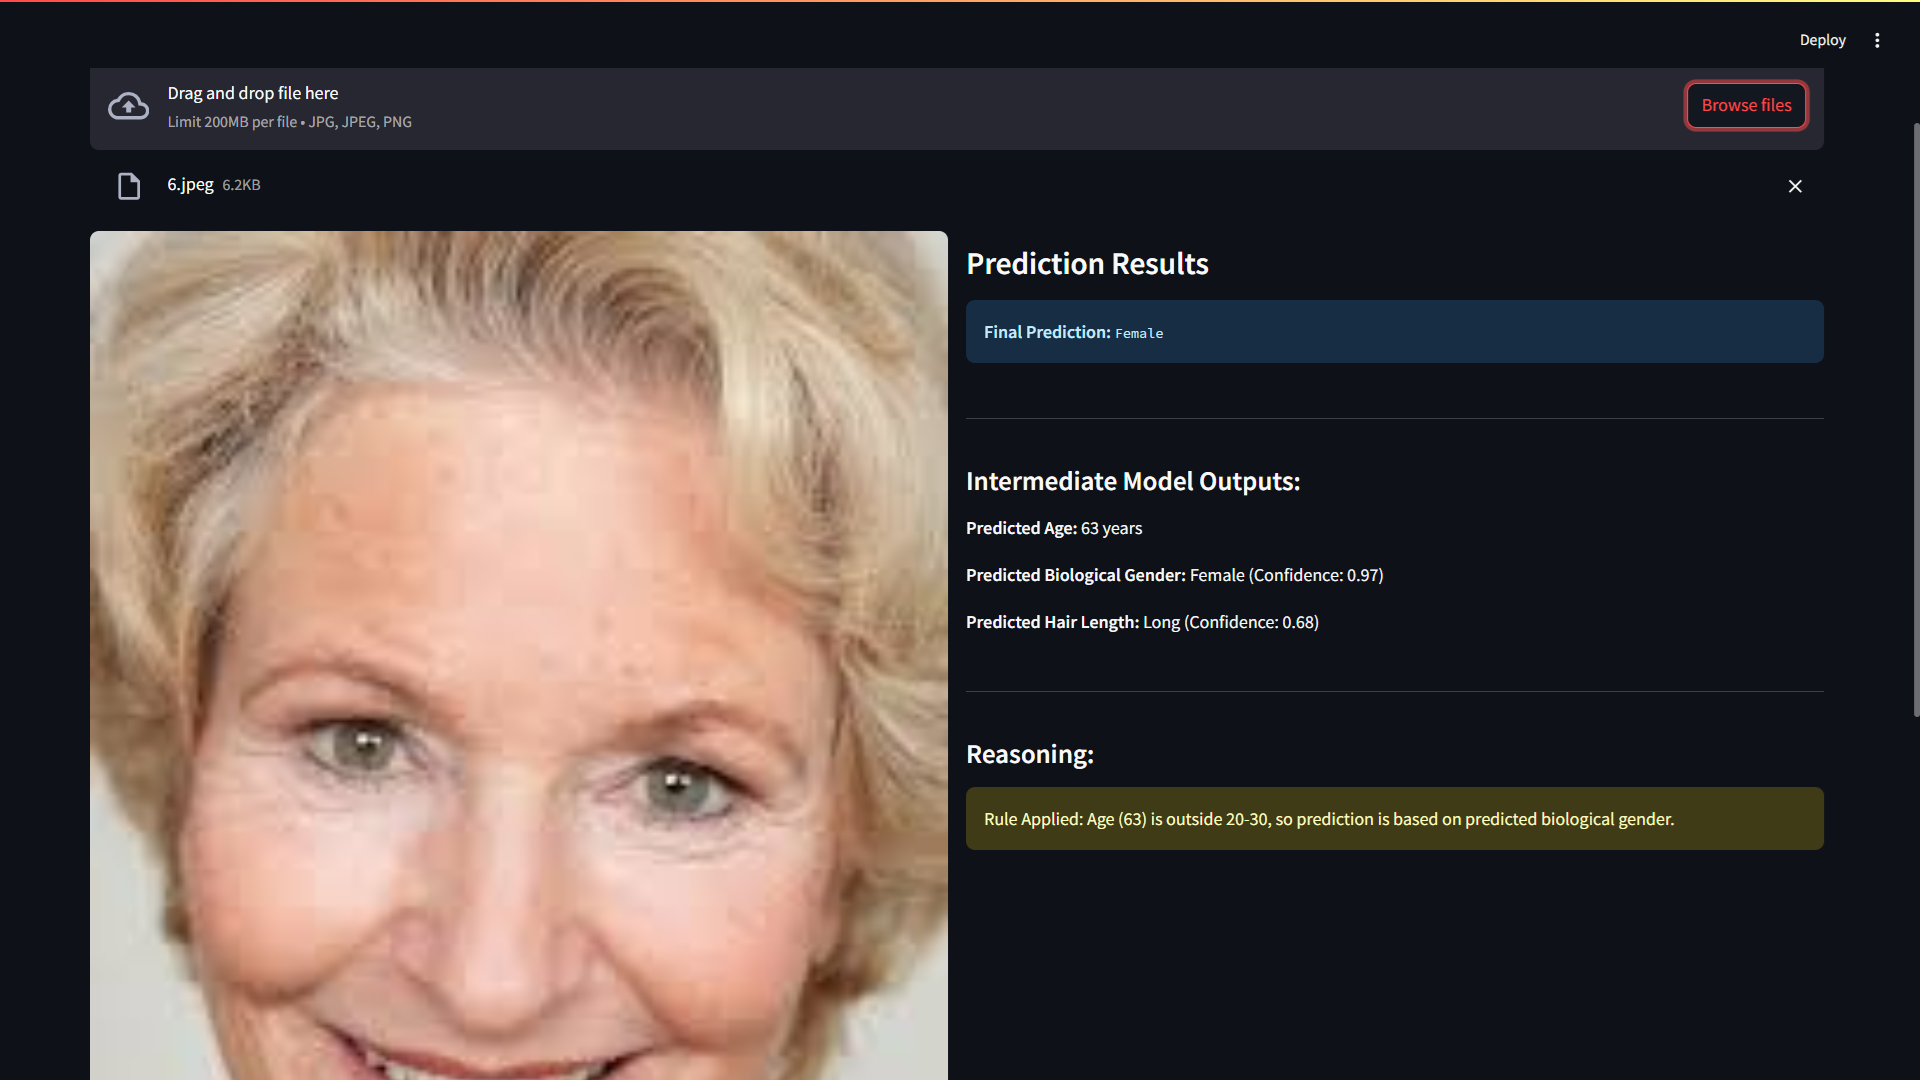 Deploy
Drag and drop file here
Limit 200MB per file • JPG, JPEG, PNG
Browse files
6.jpeg 6.2KB
Prediction Results
Final Prediction: Female
Intermediate Model Outputs:
Predicted Age: 63 years
Predicted Biological Gender: Female (Confidence: 0.97)
Predicted Hair Length: Long (Confidence: 0.68)
Reasoning:
Rule Applied: Age (63) is outside 20-30, so prediction is based on predicted biological gender.